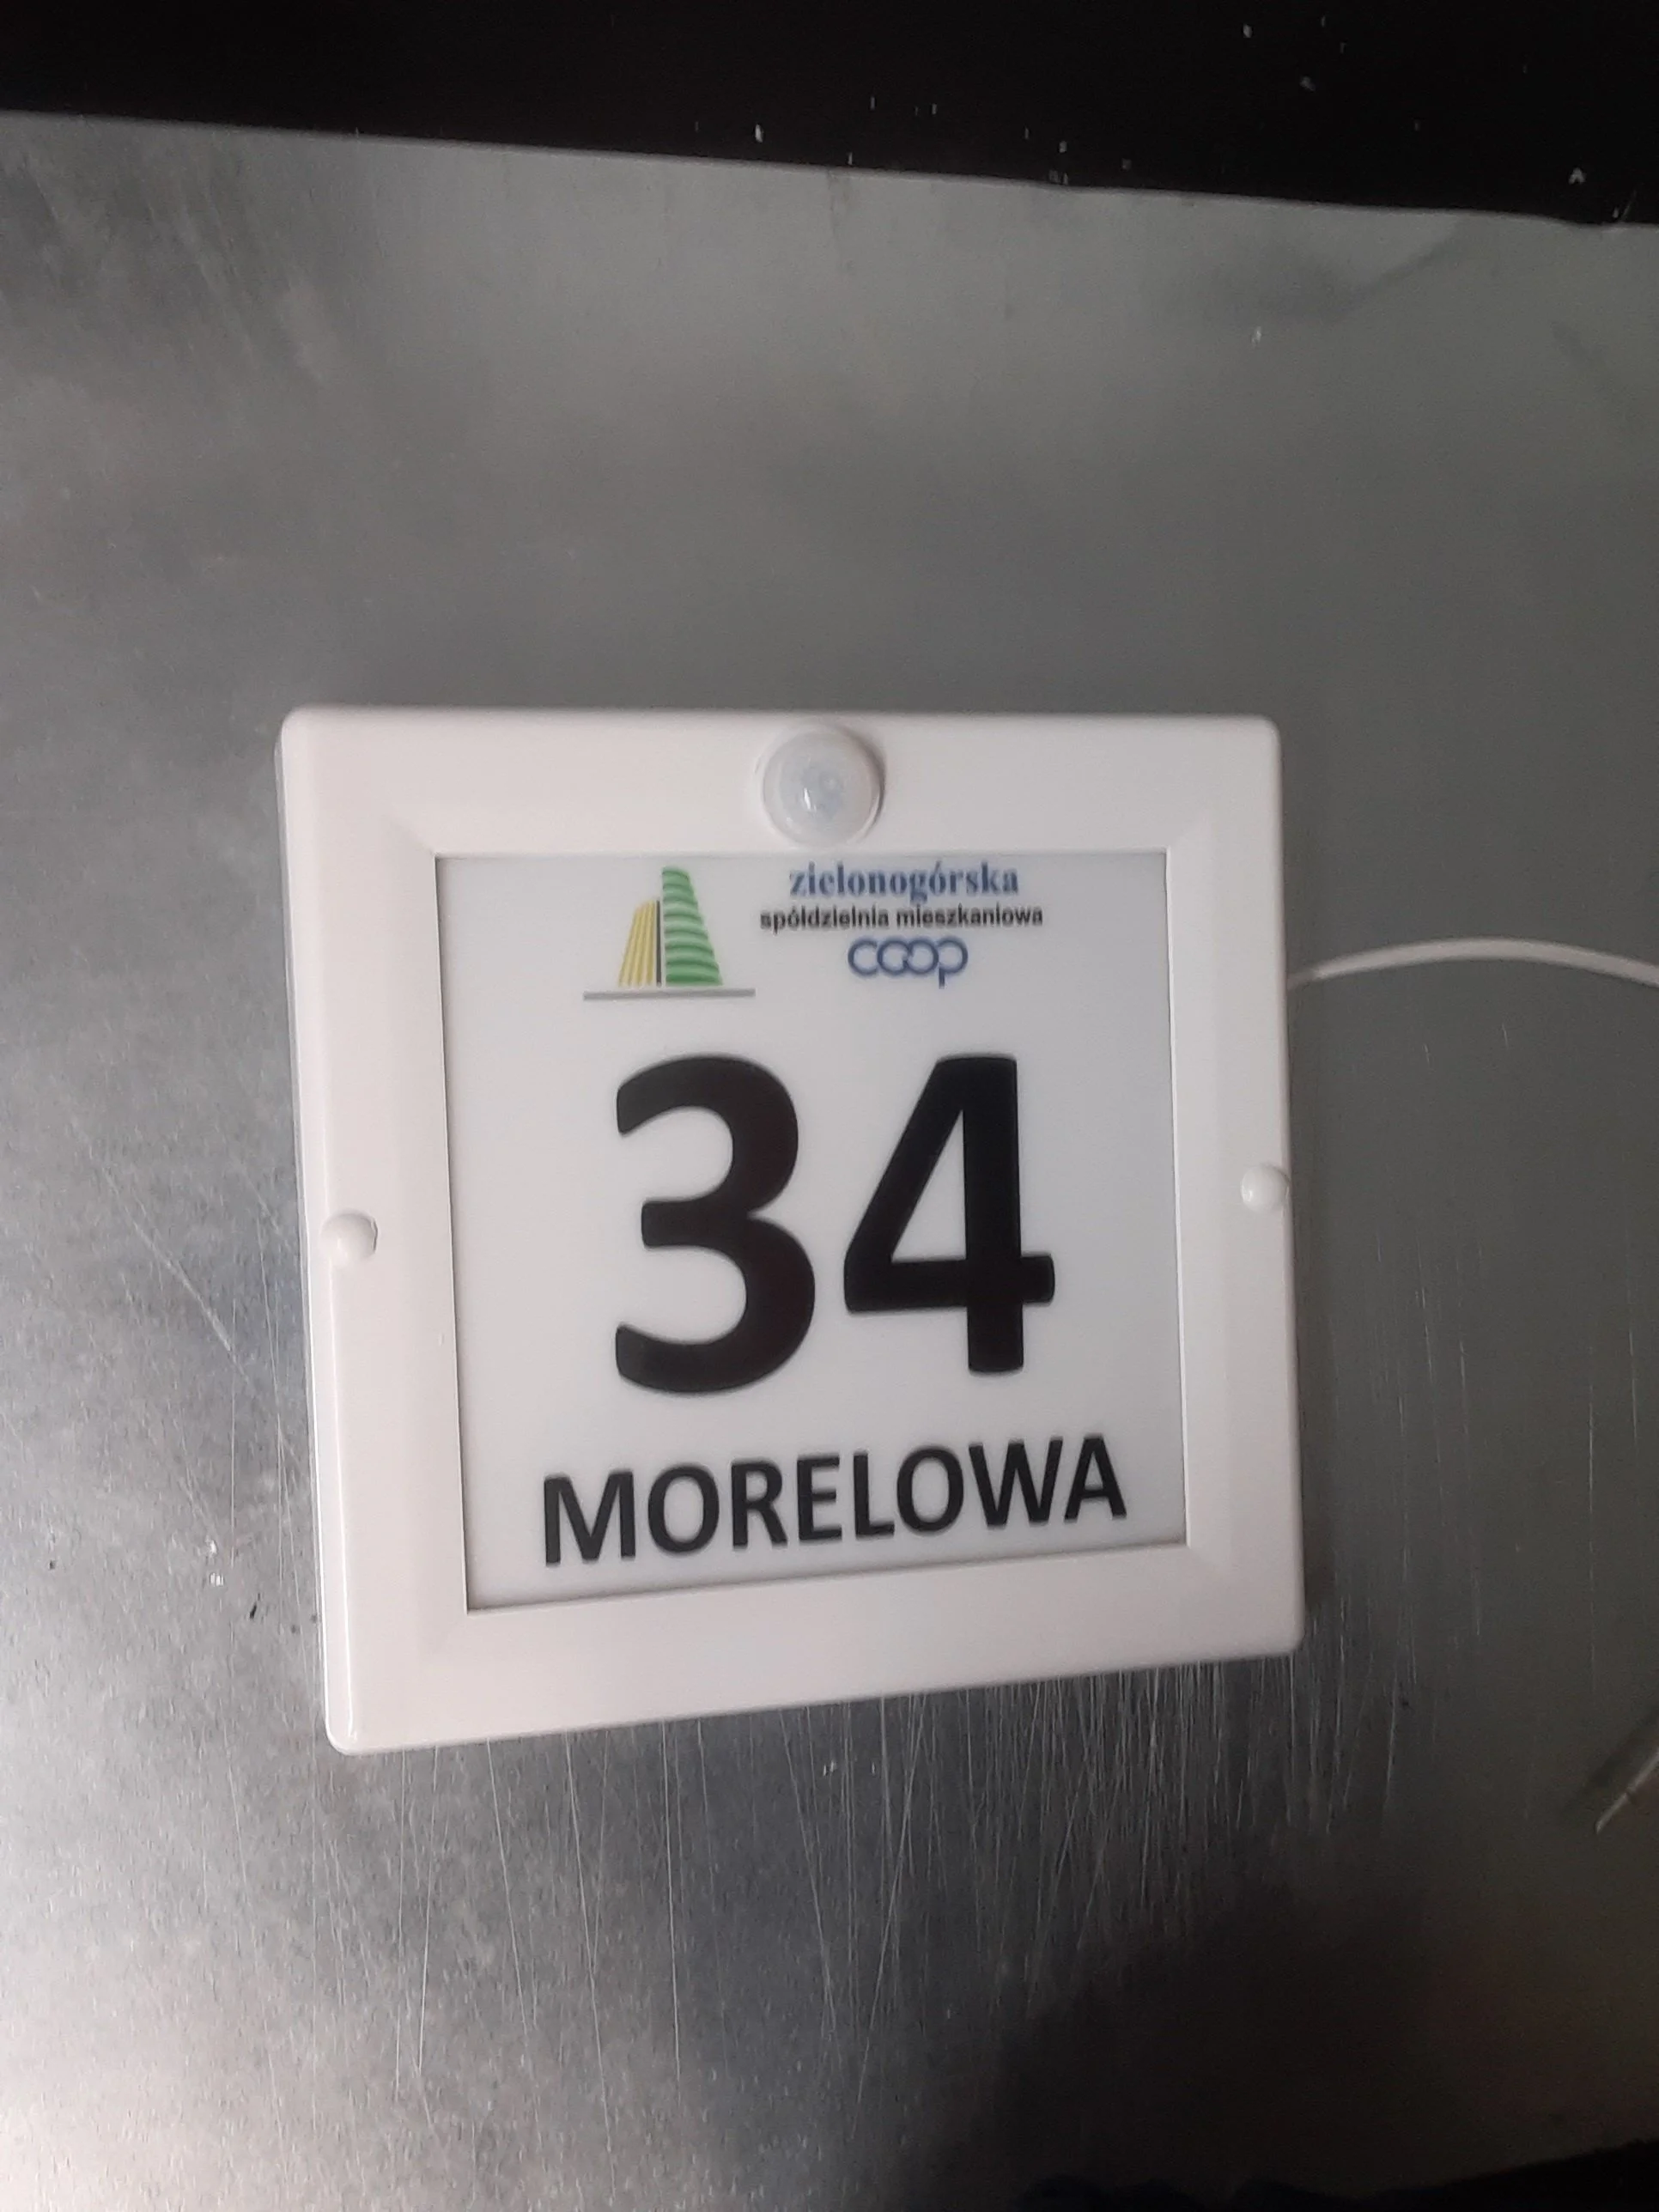 zielonogórska
spółdzielnia mieszkaniowa
coop
34
MORELOWA